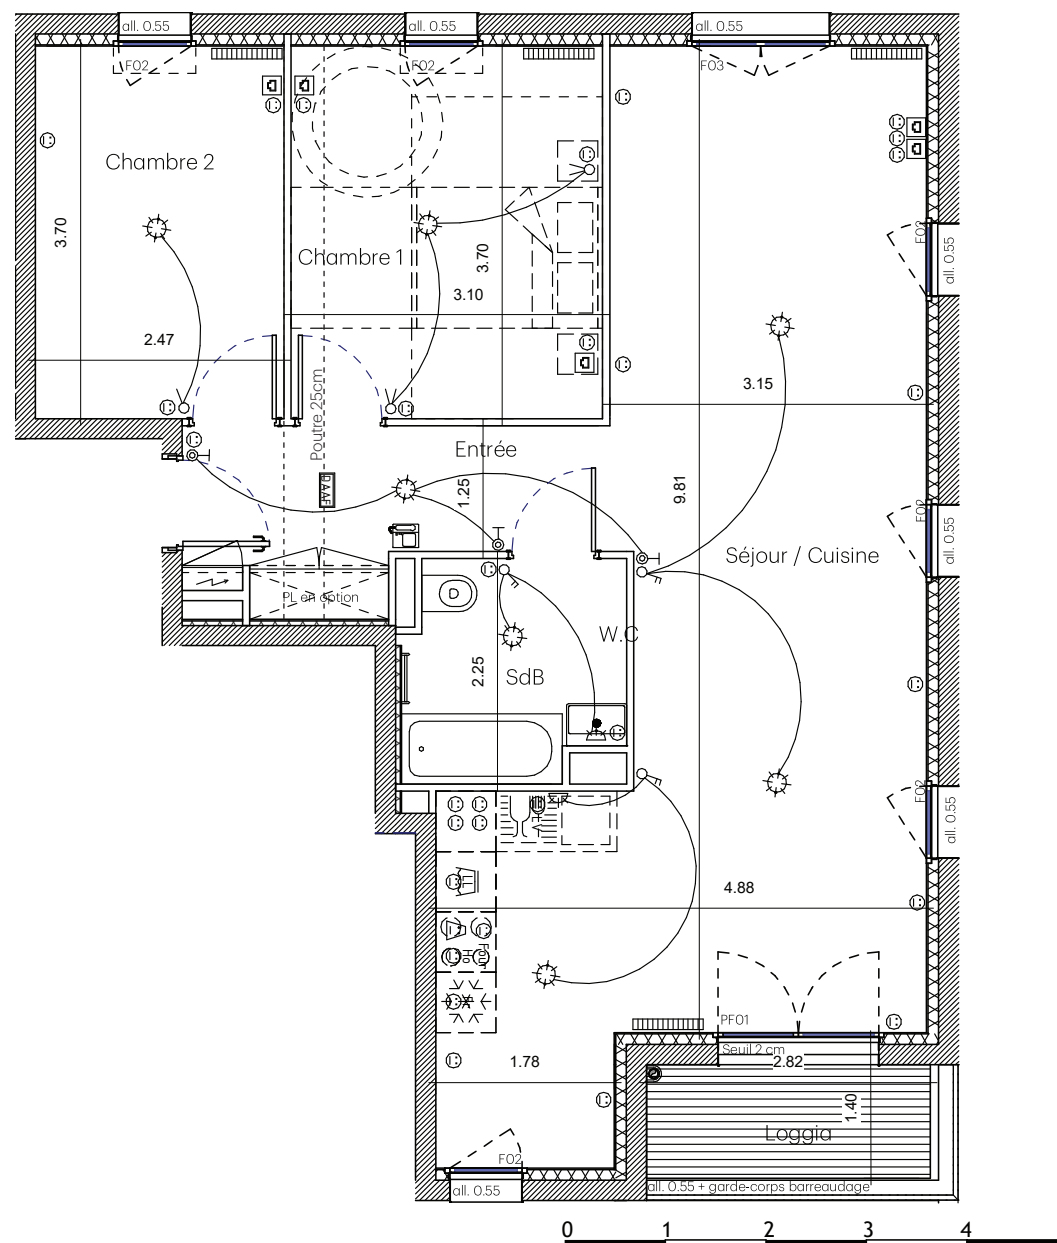 all. 0.55
all. 0.55
all. 0.55
F02
F02
F03
Chambre 2
3.70
2.47
Chambre 1
3.70
3.10
F02
all. 0.55
3.15
Poutre 25cm
Entrée
1.25
9.81
DAAF
F02
all. 0.55
Séjour / Cuisine
PL en option
W.C
2.25
SdB
F02
all. 0.55
LV
LL
4.88
Four
PF01
Seuil 2 cm
2.82
1.78
1.40
Loggia
F02
all. 0.55
all. 0.55 + garde-corps barreaudage
0 1 2 3 4